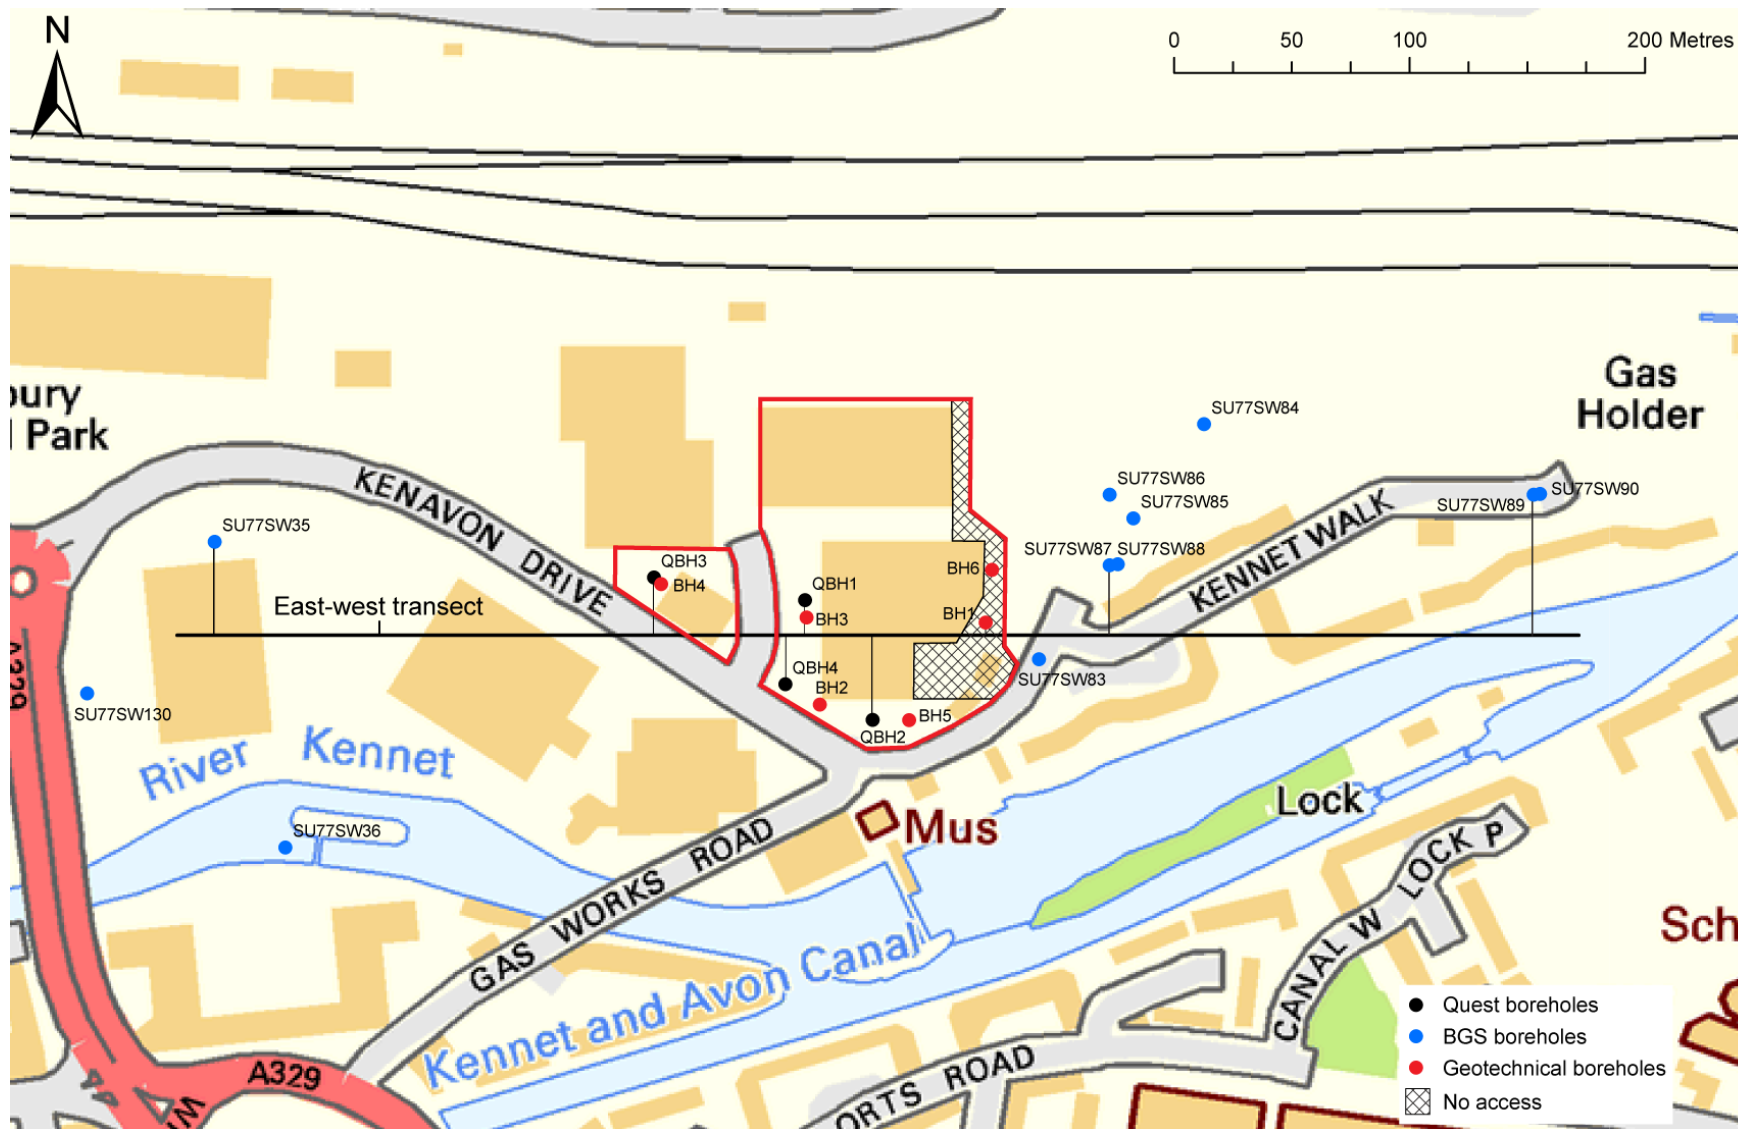 N
0 50 100 200 Metres
Gas
Holder
bury
l Park
SU77SW84
SU77SW86
SU77SW85
SU77SW90
SU77SW89
KENAVON DRIVE
KENNET WALK
SU77SW35
SU77SW87 SU77SW88
QBH3
BH4
QBH1
BH3
BH6
BH1
East-west transect
QBH4
BH2
BH5
QBH2
SU77SW83
SU77SW130
A329
River Kennet
SU77SW36
Lock
Mus
GAS WORKS ROAD
Kennet and Avon Canal
CANAL W
LOCK P
Sch
ORTS ROAD
A329
Quest boreholes
BGS boreholes
Geotechnical boreholes
No access